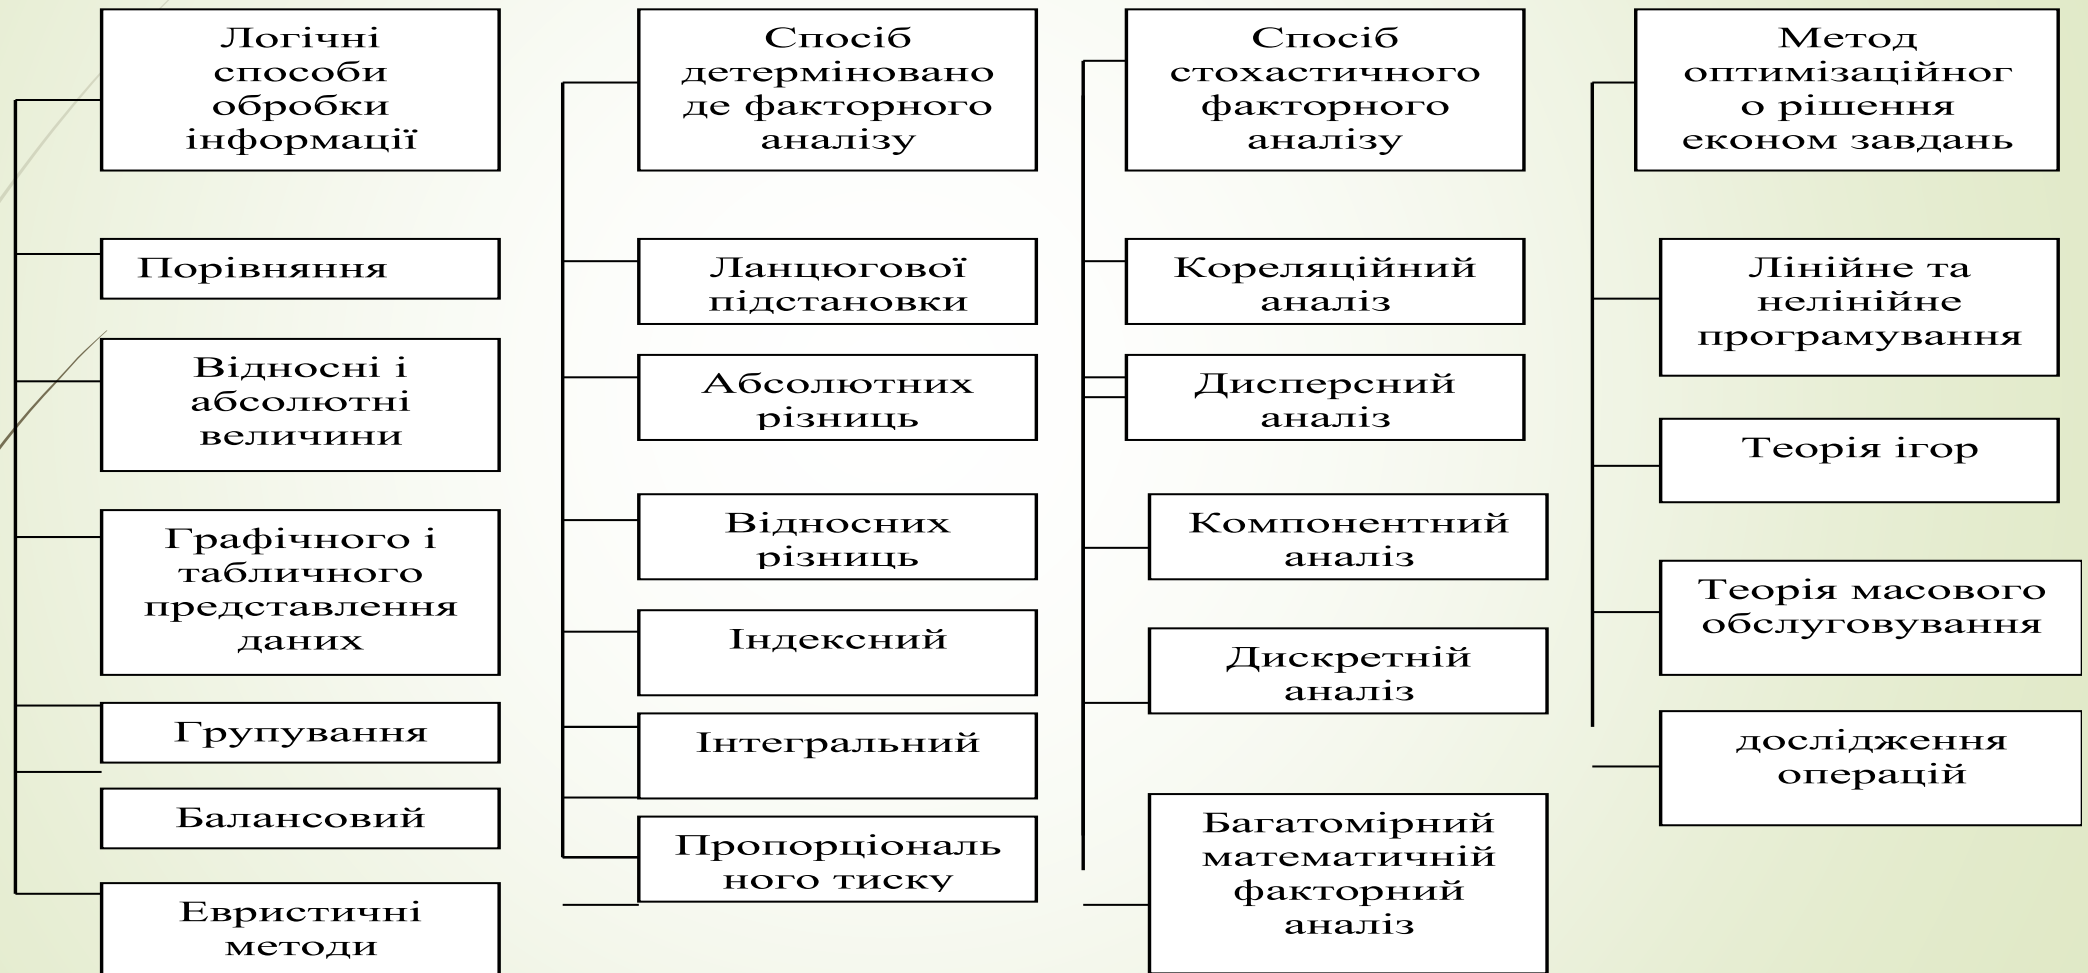 Логічні
способи
обробки
інформації
Порівняння
Відносні і
абсолютні
величини
Графічного і
табличного
представлення
даних
Групування
Балансовий
Евристичні
методи
Спосіб
детерміновано
де факторного
аналізу
Ланцюгової
підстановки
Абсолютних
різниць
Відносних
різниць
Індексний
Інтегральний
Пропорціональ
ного тиску
Спосіб
стохастичного
факторного
аналізу
Кореляційний
аналіз
Дисперсний
аналіз
Компонентний
аналіз
Дискретній
аналіз
Багатомірний
математичній
факторний
аналіз
Метод
оптимізаційног
о рішення
економ завдань
Лінійне та
нелінійне
програмування
Теорія ігор
Теорія масового
обслуговування
дослідження
операцій